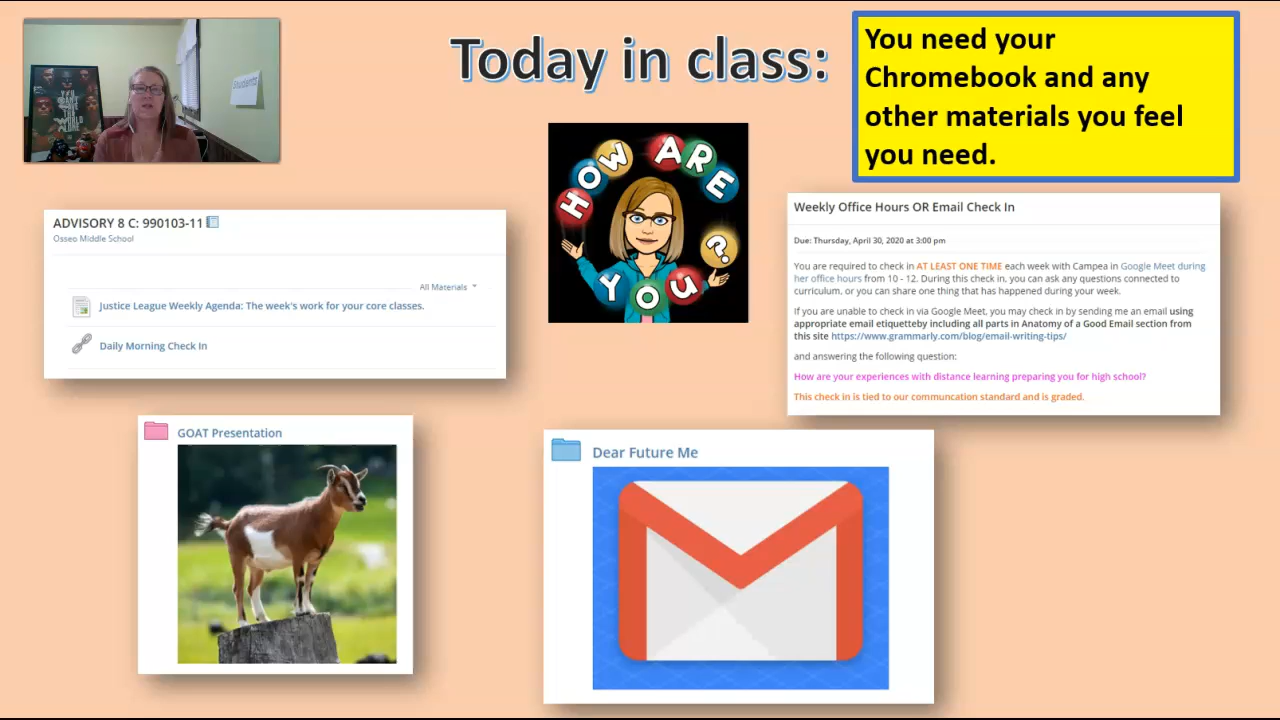 Today in class:
You need your
Chromebook and any
other materials you feel
you need.
YOU
CAN'T
SAVE
THE
WORLD
ALONE
Students
HOW ARE
YOU?
ADVISORY 8 C: 990103-11
Osseo Middle School
All Materials
Justice League Weekly Agenda: The week's work for your core classes.
Daily Morning Check In
Weekly Office Hours OR Email Check In
Due: Thursday, April 30, 2020 at 3:00 pm
You are required to check in AT LEAST ONE TIME each week with Campea in Google Meet during
her office hours from 10 - 12. During this check in, you can ask any questions connected to
curriculum, or you can share one thing that has happened during your week.
If you are unable to check in via Google Meet, you may check in by sending me an email using
appropriate email etiquetteby including all parts in Anatomy of a Good Email section from
this site https://www.grammarly.com/blog/email-writing-tips/
and answering the following question:
How are your experiences with distance learning preparing you for high school?
This check in is tied to our communcation standard and is graded.
GOAT Presentation
Dear Future Me